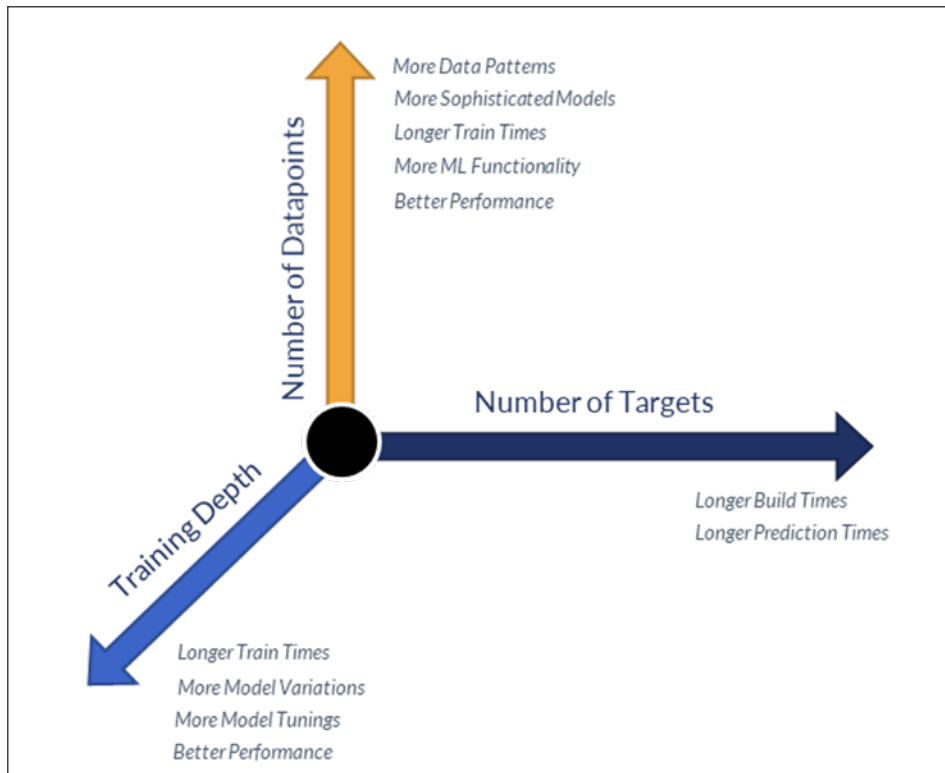 More Data Patterns
More Sophisticated Models
Longer Train Times
More ML Functionality
Better Performance
Number of Datapoints
Number of Targets
Longer Build Times
Longer Prediction Times
Training Depth
Longer Train Times
More Model Variations
More Model Tunings
Better Performance